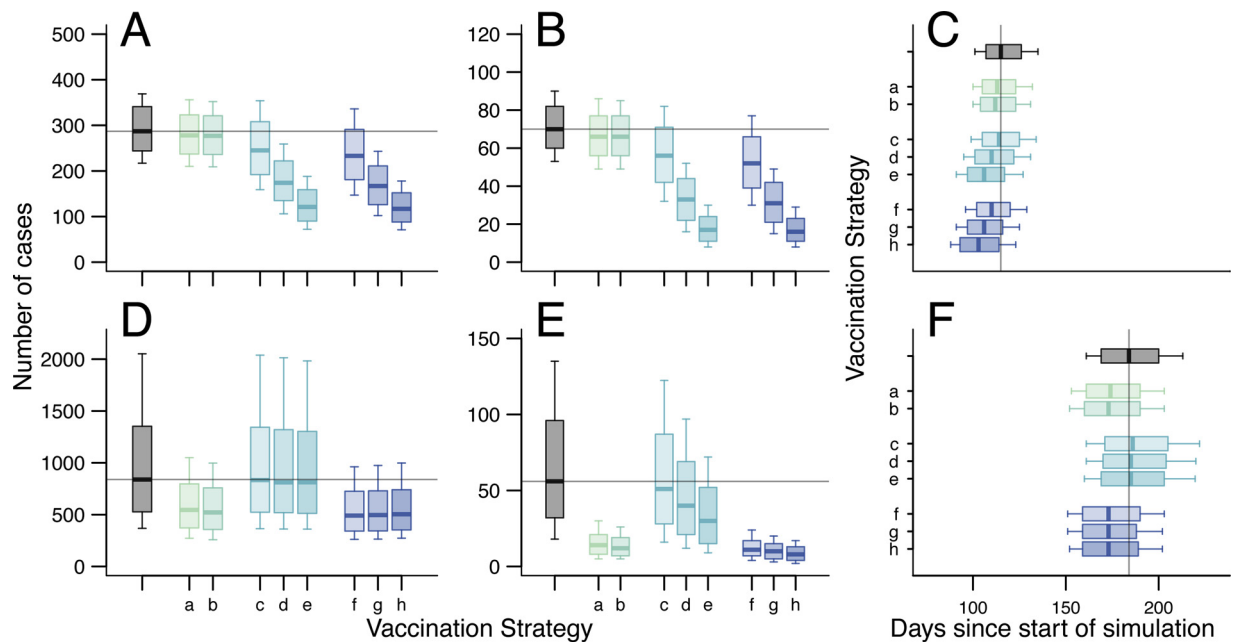 A
500
400
300
200
100
0
B
120
100
80
60
40
20
0
C
a
b
c
d
e
f
g
h
Number of cases
Vaccination Strategy
D
2000
1500
1000
500
0
a b c d e f g h
E
150
100
50
0
a b c d e f g h
F
a
b
c
d
e
f
g
h
100 150 200
Vaccination Strategy
Days since start of simulation